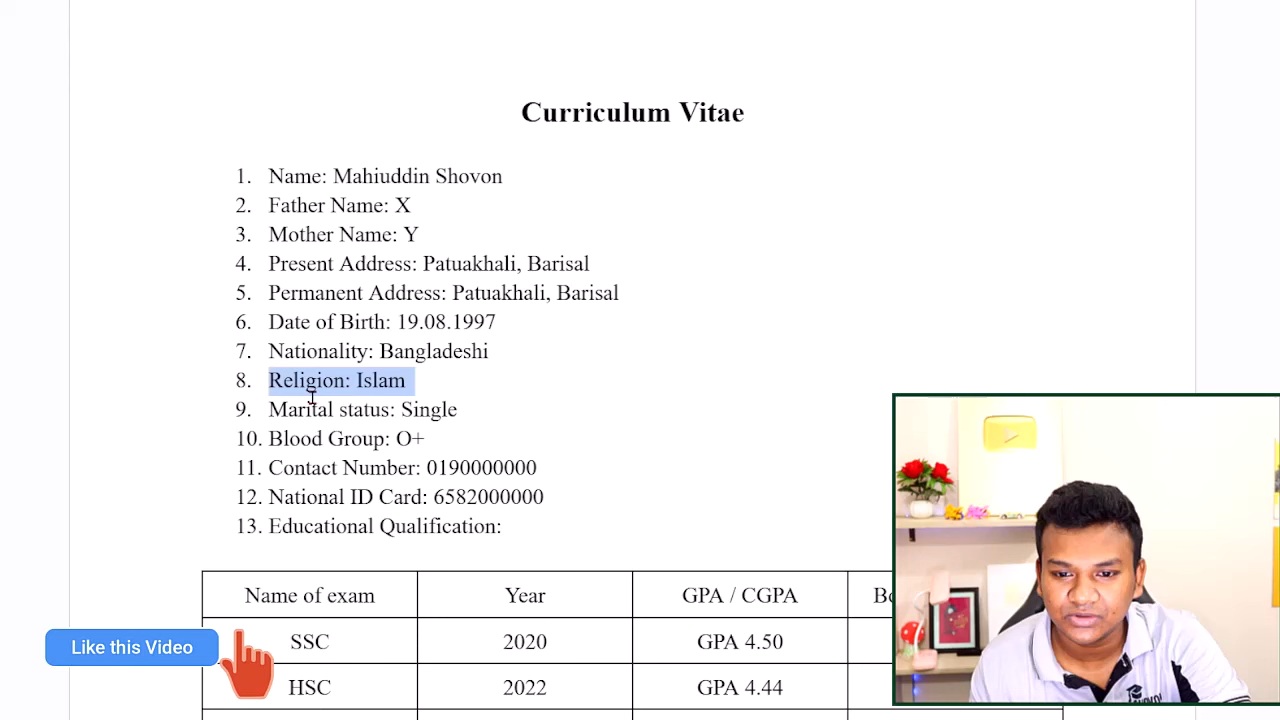 Curriculum Vitae
1. Name: Mahiuddin Shovon
2. Father Name: X
3. Mother Name: Y
4. Present Address: Patuakhali, Barisal
5. Permanent Address: Patuakhali, Barisal
6. Date of Birth: 19.08.1997
7. Nationality: Bangladeshi
8. Religion: Islam
9. Marital status: Single
10. Blood Group: O+
11. Contact Number: 0190000000
12. National ID Card: 6582000000
13. Educational Qualification:
Name of exam Year GPA / CGPA
SSC 2020 GPA 4.50
HSC 2022 GPA 4.44
Like this Video